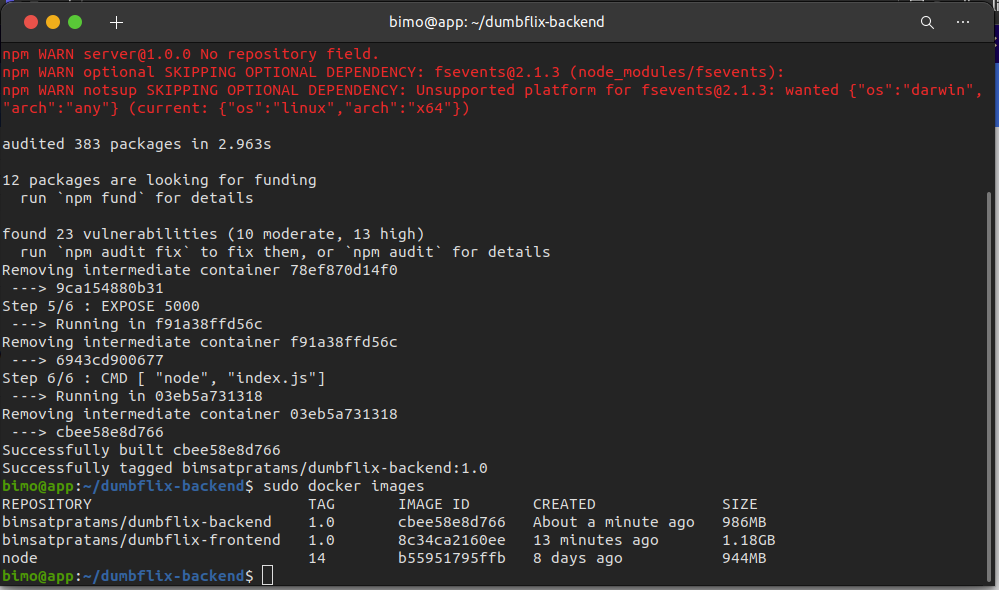 bimo@app: ~/dumbflix-backend
npm WARN server@1.0.0 No repository field.
npm WARN optional SKIPPING OPTIONAL DEPENDENCY: fsevents@2.1.3 (node_modules/fsevents):
npm WARN notsup SKIPPING OPTIONAL DEPENDENCY: Unsupported platform for fsevents@2.1.3: wanted {"os":"darwin",
"arch":"any"} (current: {"os":"linux","arch":"x64"})
audited 383 packages in 2.963s
12 packages are looking for funding
  run `npm fund` for details
found 23 vulnerabilities (10 moderate, 13 high)
  run `npm audit fix` to fix them, or `npm audit` for details
Removing intermediate container 78ef870d14f0
 ---> 9ca154880b31
Step 5/6 : EXPOSE 5000
 ---> Running in f91a38ffd56c
Removing intermediate container f91a38ffd56c
 ---> 6943cd900677
Step 6/6 : CMD [ "node", "index.js"]
 ---> Running in 03eb5a731318
Removing intermediate container 03eb5a731318
 ---> cbee58e8d766
Successfully built cbee58e8d766
Successfully tagged bimsatpratams/dumbflix-backend:1.0
bimo@app:~/dumbflix-backend$ sudo docker images
REPOSITORY                        TAG       IMAGE ID       CREATED              SIZE
bimsatpratams/dumbflix-backend    1.0       cbee58e8d766   About a minute ago   986MB
bimsatpratams/dumbflix-frontend   1.0       8c34ca2160ee   13 minutes ago       1.18GB
node                              14        b55951795ffb   8 days ago           944MB
bimo@app:~/dumbflix-backend$